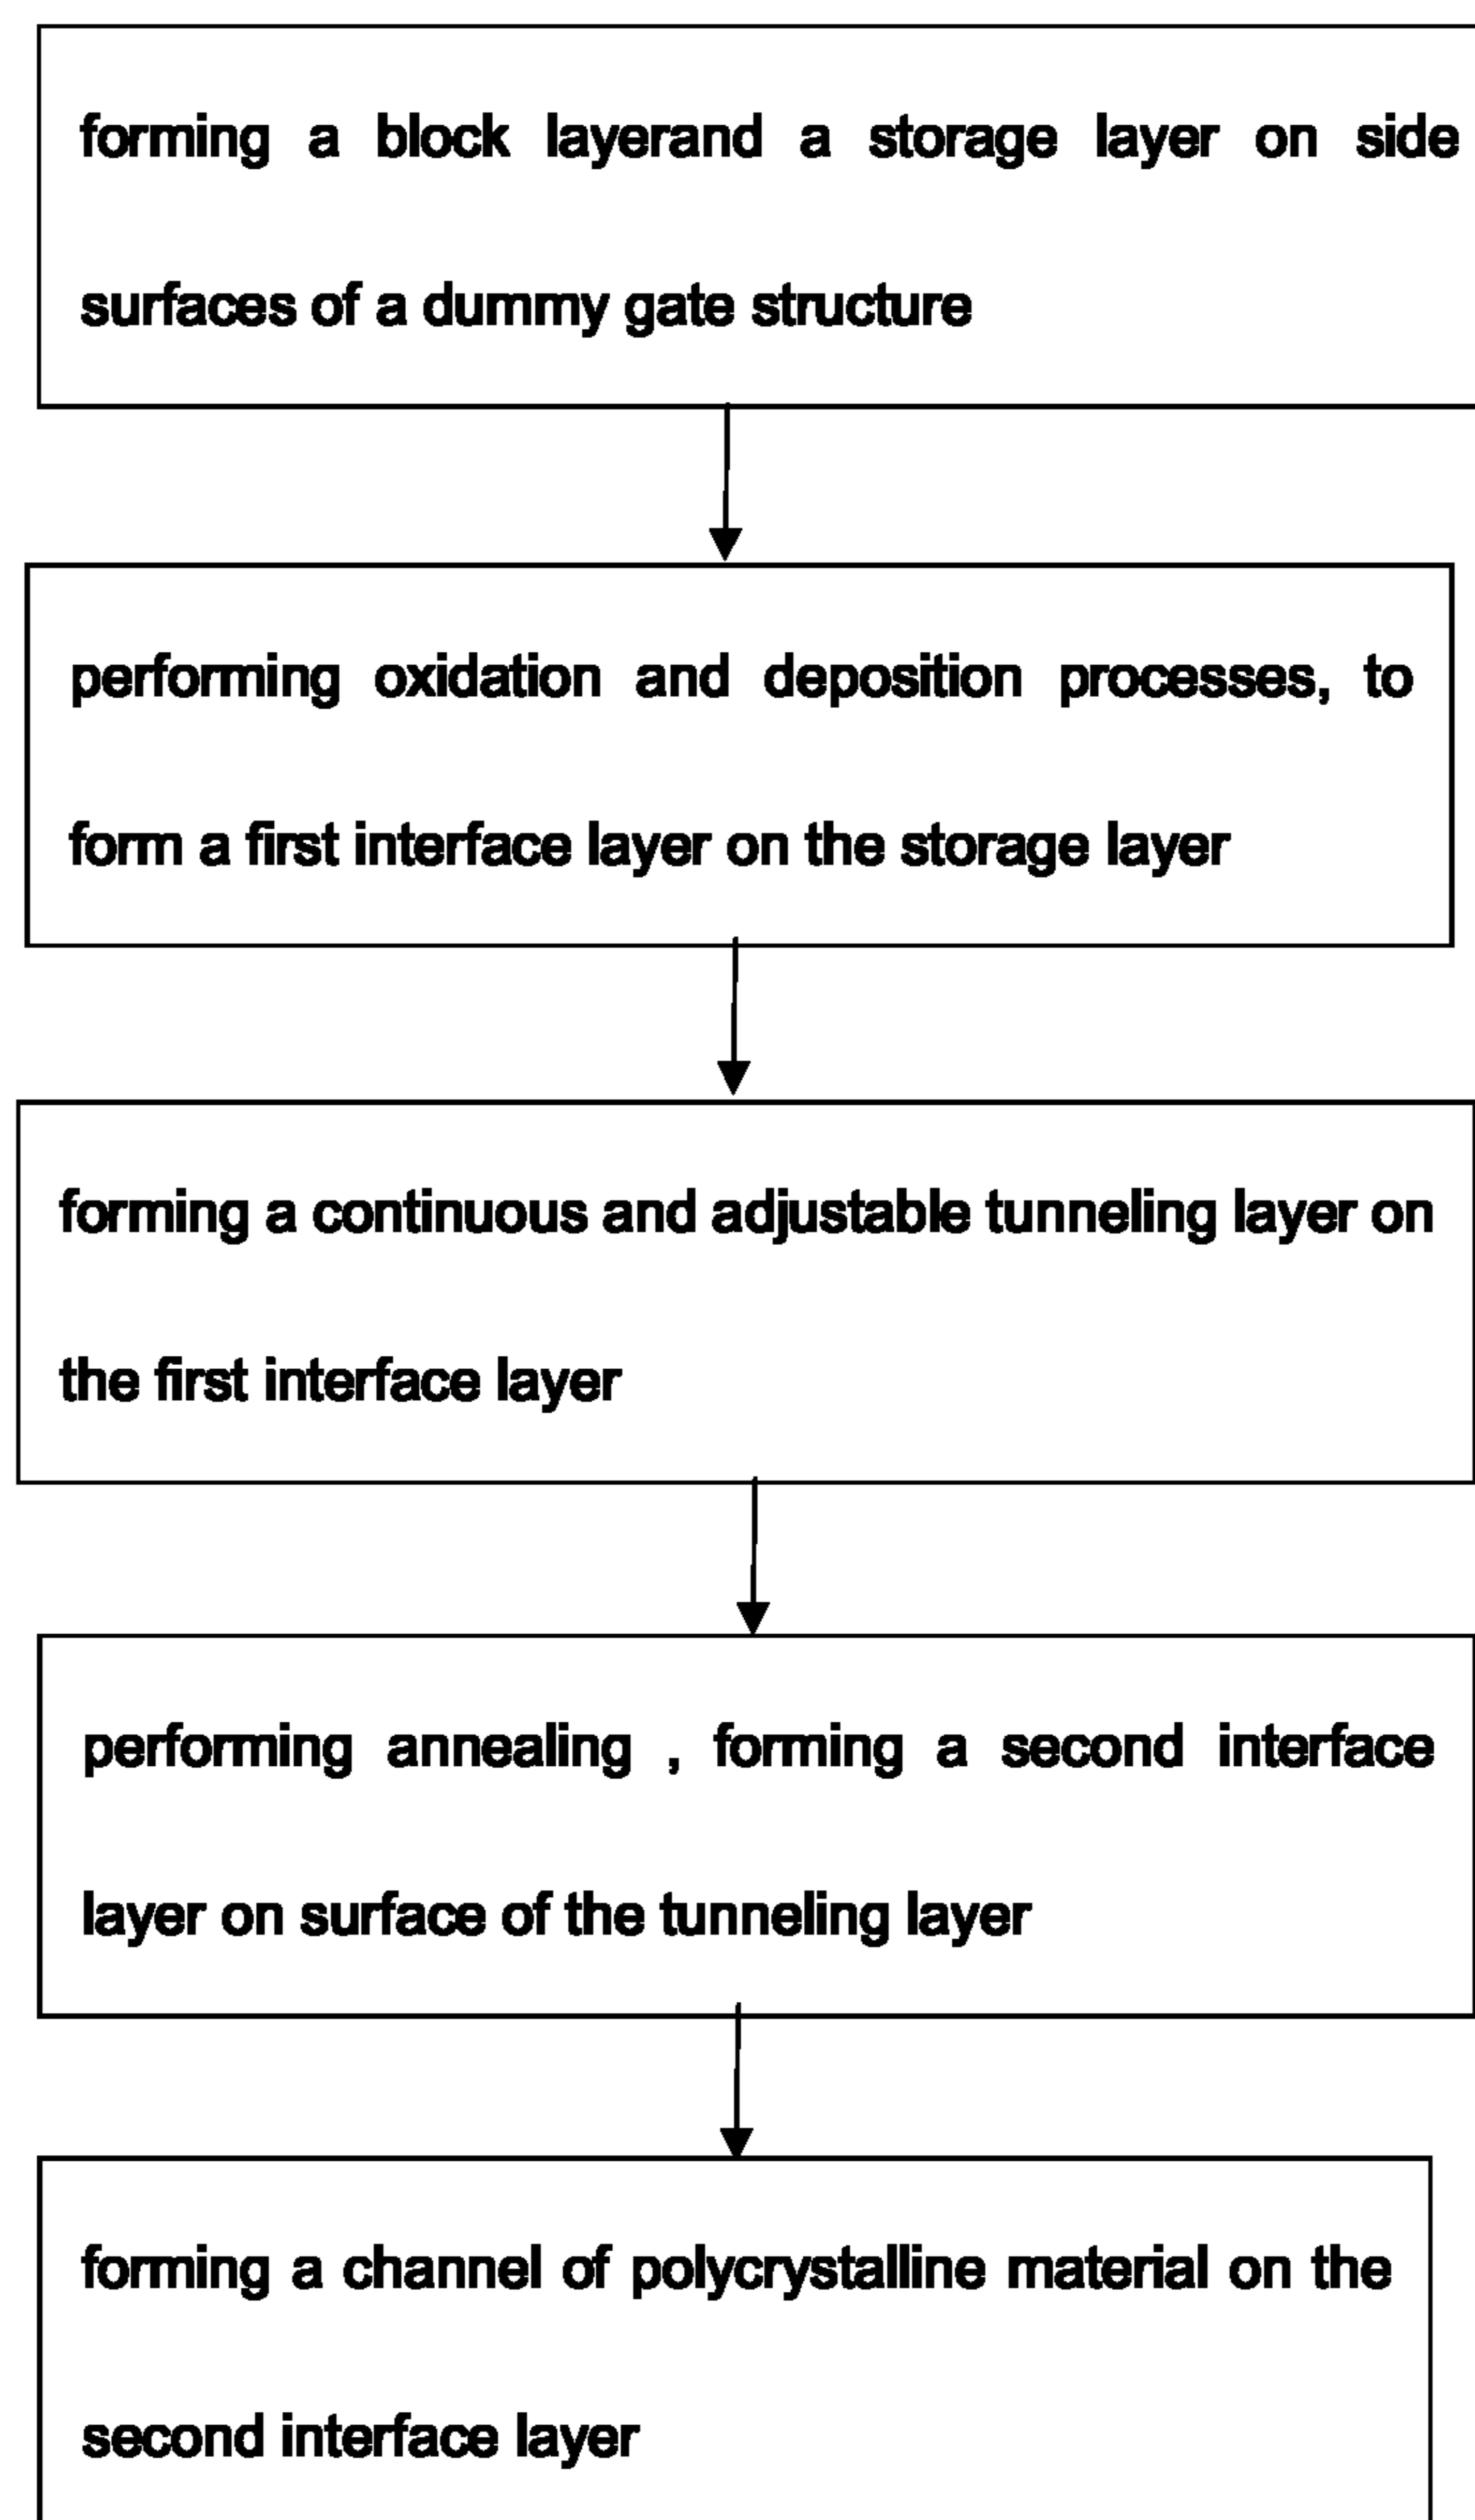 forming a block layerand a storage layer on side
surfaces of a dummy gate structure
performing oxidation and deposition processes, to
form a first interface layer on the storage layer
forming a continuous and adjustable tunneling layer on
the first interface layer
performing annealing , forming a second interface
layer on surface of the tunneling layer
forming a channel of polycrystalline material on the
second interface layer